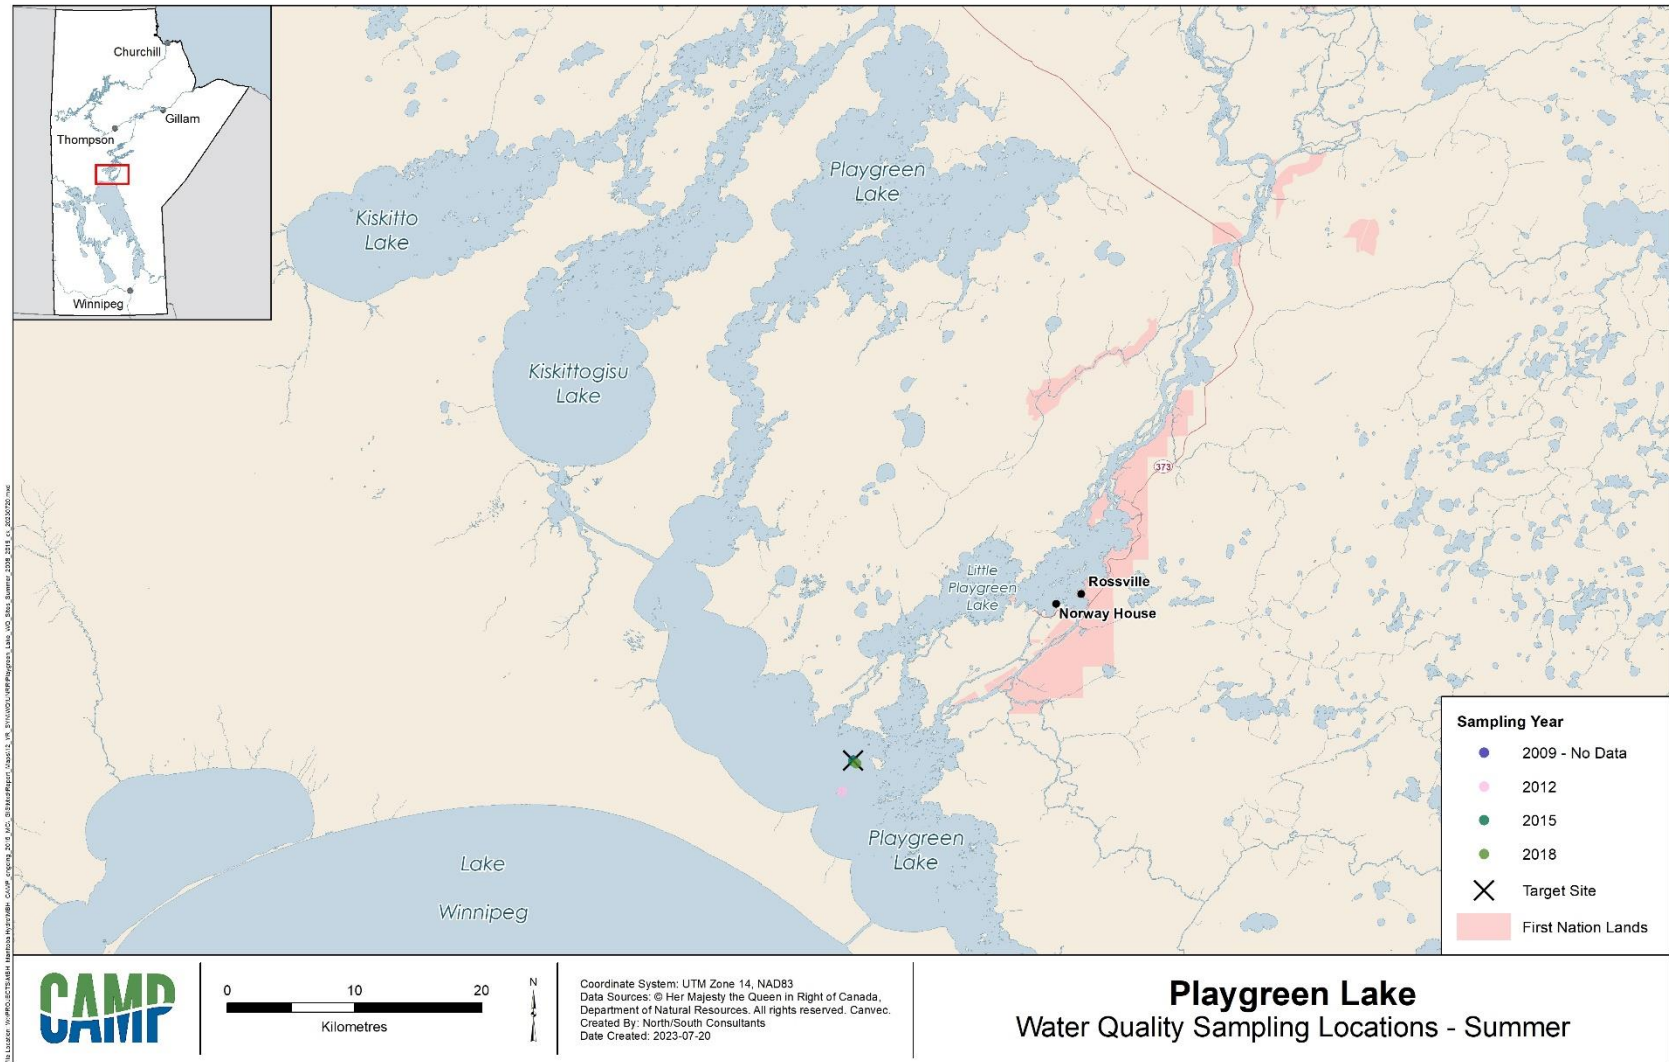 Churchill
Gillam
Thompson
Winnipeg
Playgreen
Lake
Kiskitto
Lake
Kiskittogisu
Lake
373
Little
Playgreen
Lake
Rossville
Norway House
Playgreen
Lake
Lake
Winnipeg
Sampling Year
2009 - No Data
2012
2015
2018
Target Site
First Nation Lands
CAMP
0 10 20
Kilometres
N
Coordinate System: UTM Zone 14, NAD83
Data Sources: © Her Majesty the Queen in Right of Canada,
Department of Natural Resources. All rights reserved. Canvec.
Created By: North/South Consultants
Date Created: 2023-07-20
Playgreen Lake
Water Quality Sampling Locations - Summer